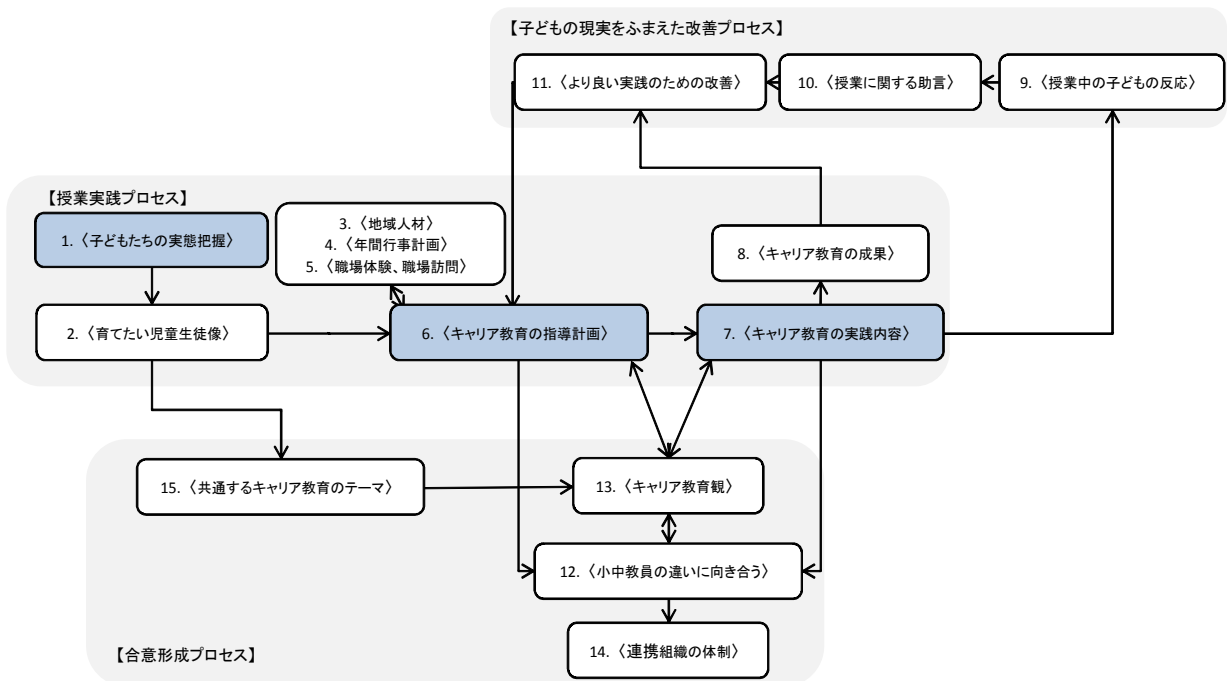 【子どもの現実をふまえた改善プロセス】
11.〈より良い実践のための改善〉
10.〈授業に関する助言〉
9.〈授業中の子どもの反応〉
【授業実践プロセス】
1.〈子どもたちの実態把握〉
3.〈地域人材〉
4.〈年間行事計画〉
5.〈職場体験、職場訪問〉
8.〈キャリア教育の成果〉
2.〈育てたい児童生徒像〉
6.〈キャリア教育の指導計画〉
7.〈キャリア教育の実践内容〉
15.〈共通するキャリア教育のテーマ〉
13.〈キャリア教育観〉
12.〈小中教員の違いに向き合う〉
14.〈連携組織の体制〉
【合意形成プロセス】